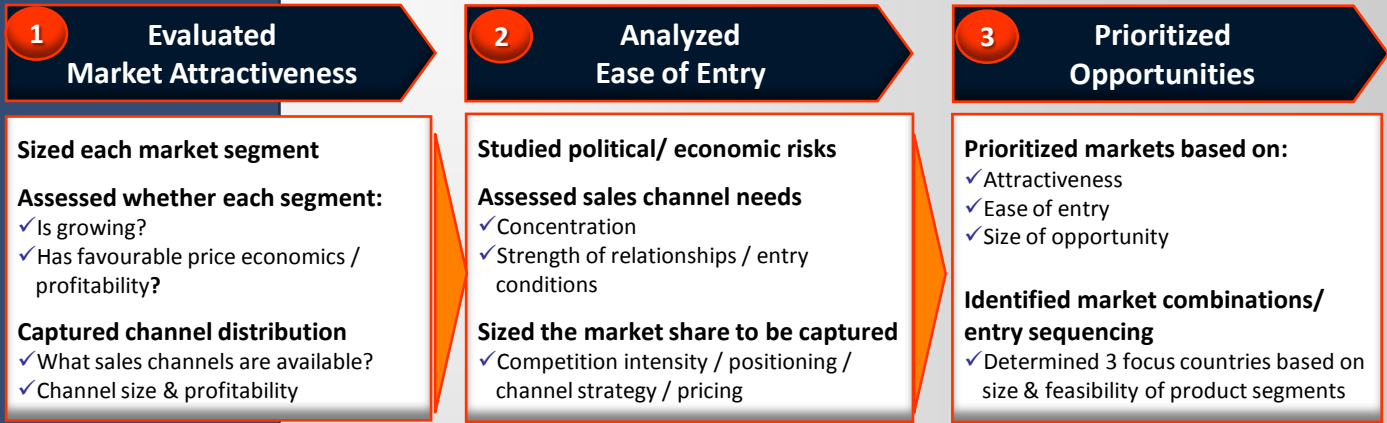 1
Evaluated
Market Attractiveness
Sized each market segment
Assessed whether each segment:
✓Is growing?
✓Has favourable price economics /
profitability?
Captured channel distribution
✓What sales channels are available?
✓Channel size & profitability
2
Analyzed
Ease of Entry
Studied political/ economic risks
Assessed sales channel needs
✓Concentration
✓Strength of relationships / entry
conditions
Sized the market share to be captured
✓Competition intensity / positioning /
channel strategy / pricing
3
Prioritized
Opportunities
Prioritized markets based on:
✓Attractiveness
✓Ease of entry
✓Size of opportunity
Identified market combinations/
entry sequencing
✓Determined 3 focus countries based on
size & feasibility of product segments